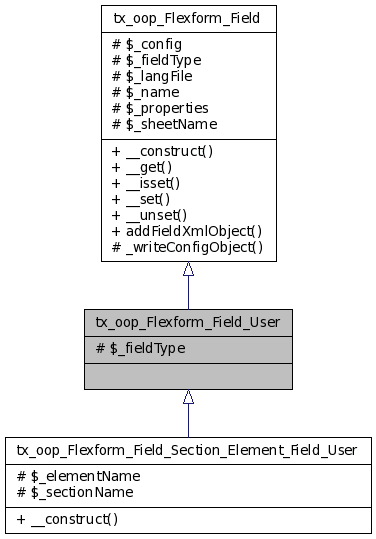 tx_oop_Flexform_Field
# $_config
# $_fieldType
# $_langFile
# $_name
# $_properties
# $_sheetName
+ __construct()
+ __get()
+ __isset()
+ __set()
+ __unset()
+ addFieldXmlObject()
# _writeConfigObject()
tx_oop_Flexform_Field_User
# $_fieldType
tx_oop_Flexform_Field_Section_Element_Field_User
# $_elementName
# $_sectionName
+ __construct()